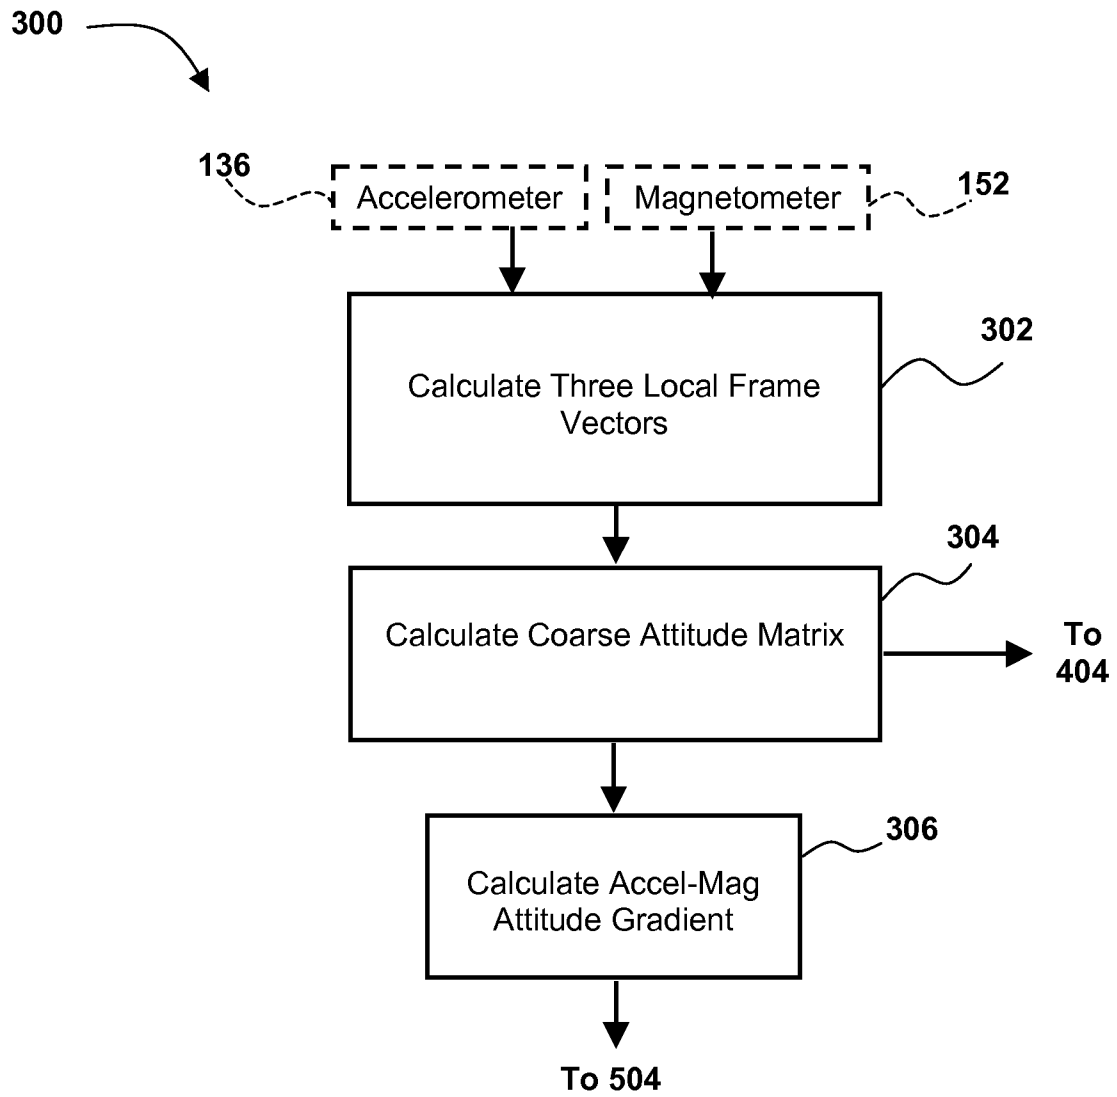 300
136
Accelerometer
Magnetometer
152
302
Calculate Three Local Frame
Vectors
304
Calculate Coarse Attitude Matrix
To
404
306
Calculate Accel-Mag
Attitude Gradient
To 504